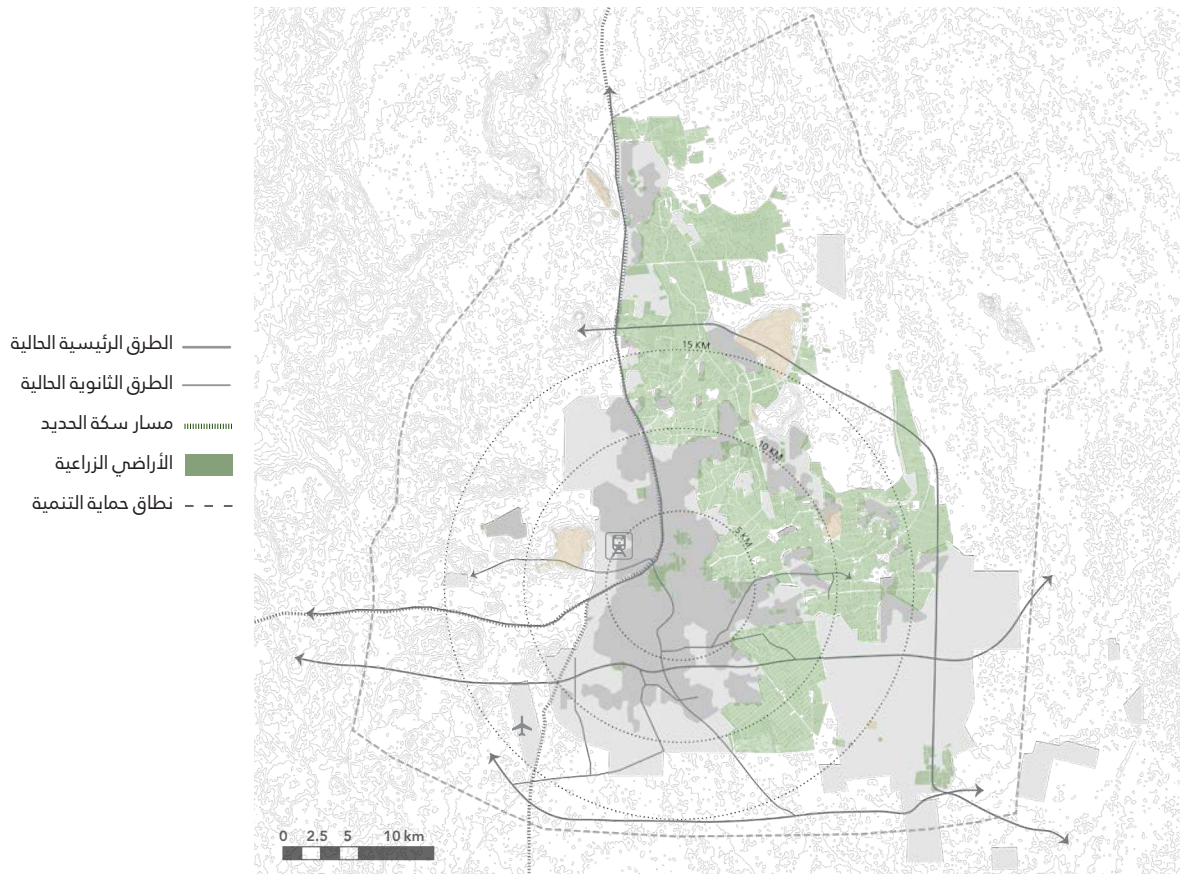 الطرق الرئيسية الحالية
الطرق الثانوية الحالية
مسار سكة الحديد
الأراضي الزراعية
نطاق حماية التنمية
15 KM
10 KM
5 KM
0 2.5 5 10 km